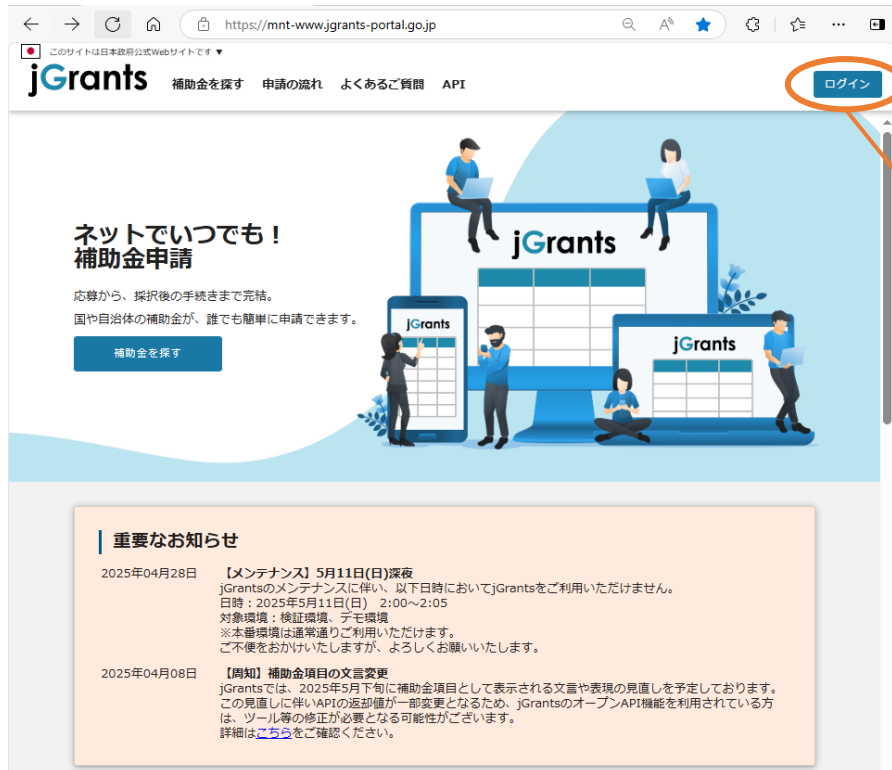 https://mnt-www.jgrants-portal.go.jp
このサイトは日本政府公式Webサイトです ▼
jGrants 補助金を探す 申請の流れ よくあるご質問 API ログイン
ネットでいつでも！
補助金申請
応募から、採択後の手続きまで完結。
国や自治体の補助金が、誰でも簡単に申請できます。
補助金を探す
jGrants
jGrants
jGrants
重要なお知らせ
2025年04月28日 【メンテナンス】5月11日(日)深夜
jGrantsのメンテナンスに伴い、以下日時においてjGrantsをご利用いただけません。
日時：2025年5月11日(日) 2:00～2:05
対象環境：検証環境、デモ環境
※本番環境は通常通りご利用いただけます。
ご不便をおかけいたしますが、よろしくお願いいたします。
2025年04月08日 【周知】補助金項目の文言変更
jGrantsでは、2025年5月下旬に補助金項目として表示される文言や表現の見直しを予定しております。
この見直しに伴いAPIの返却値が一部変更となるため、jGrantsのオープンAPI機能を利用されている方
は、ツール等の修正が必要となる可能性がございます。
詳細はこちらをご確認ください。